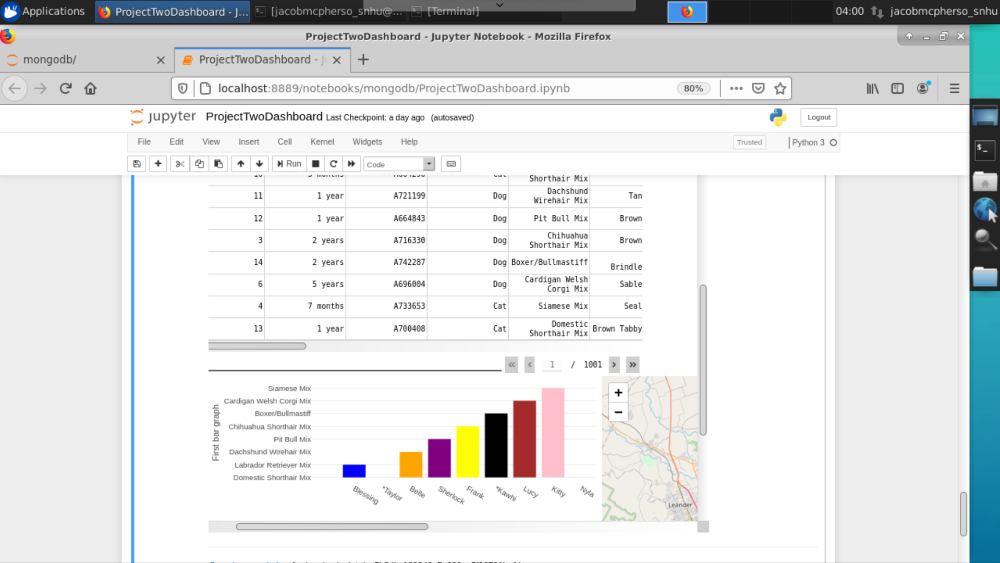 Applications
ProjectTwoDashboard - J...
[jacobmcpherso_snhu@...
[Terminal]
04:00
jacobmcpherso_snhu
ProjectTwoDashboard - Jupyter Notebook - Mozilla Firefox
mongodb/
ProjectTwoDashboard -
localhost:8889/notebooks/mongodb/ProjectTwoDashboard.ipynb
80%
jupyter ProjectTwoDashboard Last Checkpoint: a day ago (autosaved)
Logout
File Edit View Insert Cell Kernel Widgets Help
Trusted
Python 3
Run
Code
Shorthair Mix
11 1 year A721199 Dog Dachshund Wirehair Mix Tan
12 1 year A664843 Dog Pit Bull Mix Brown
3 2 years A716330 Dog Chihuahua Shorthair Mix Brown
14 2 years A742287 Dog Boxer/Bullmastiff Brindle
6 5 years A696004 Dog Cardigan Welsh Corgi Mix Sable
4 7 months A733653 Cat Siamese Mix Seal
13 1 year A700408 Cat Domestic Shorthair Mix Brown Tabby
<< < 1 / 1001 > >>
First bar graph
Siamese Mix
Cardigan Welsh Corgi Mix
Boxer/Bullmastiff
Chihuahua Shorthair Mix
Pit Bull Mix
Dachshund Wirehair Mix
Labrador Retriever Mix
Domestic Shorthair Mix
Blessing
*Taylor
Belle
Sherlock
Frank
*Kawhi
Lucy
Kitty
Nyla
+
−
Leander